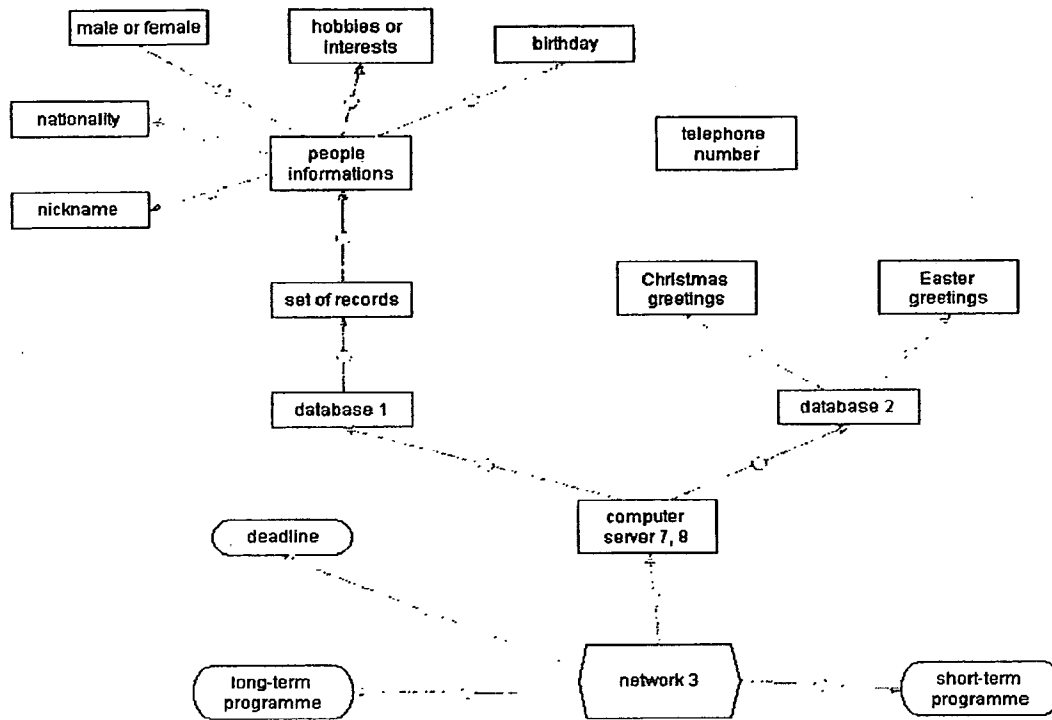 male or female
hobbies or
interests
birthday
nationality
people
informations
telephone
number
nickname
set of records
Christmas
greetings
Easter
greetings
database 1
database 2
computer
server 7, 8
deadline
long-term
programme
network 3
short-term
programme